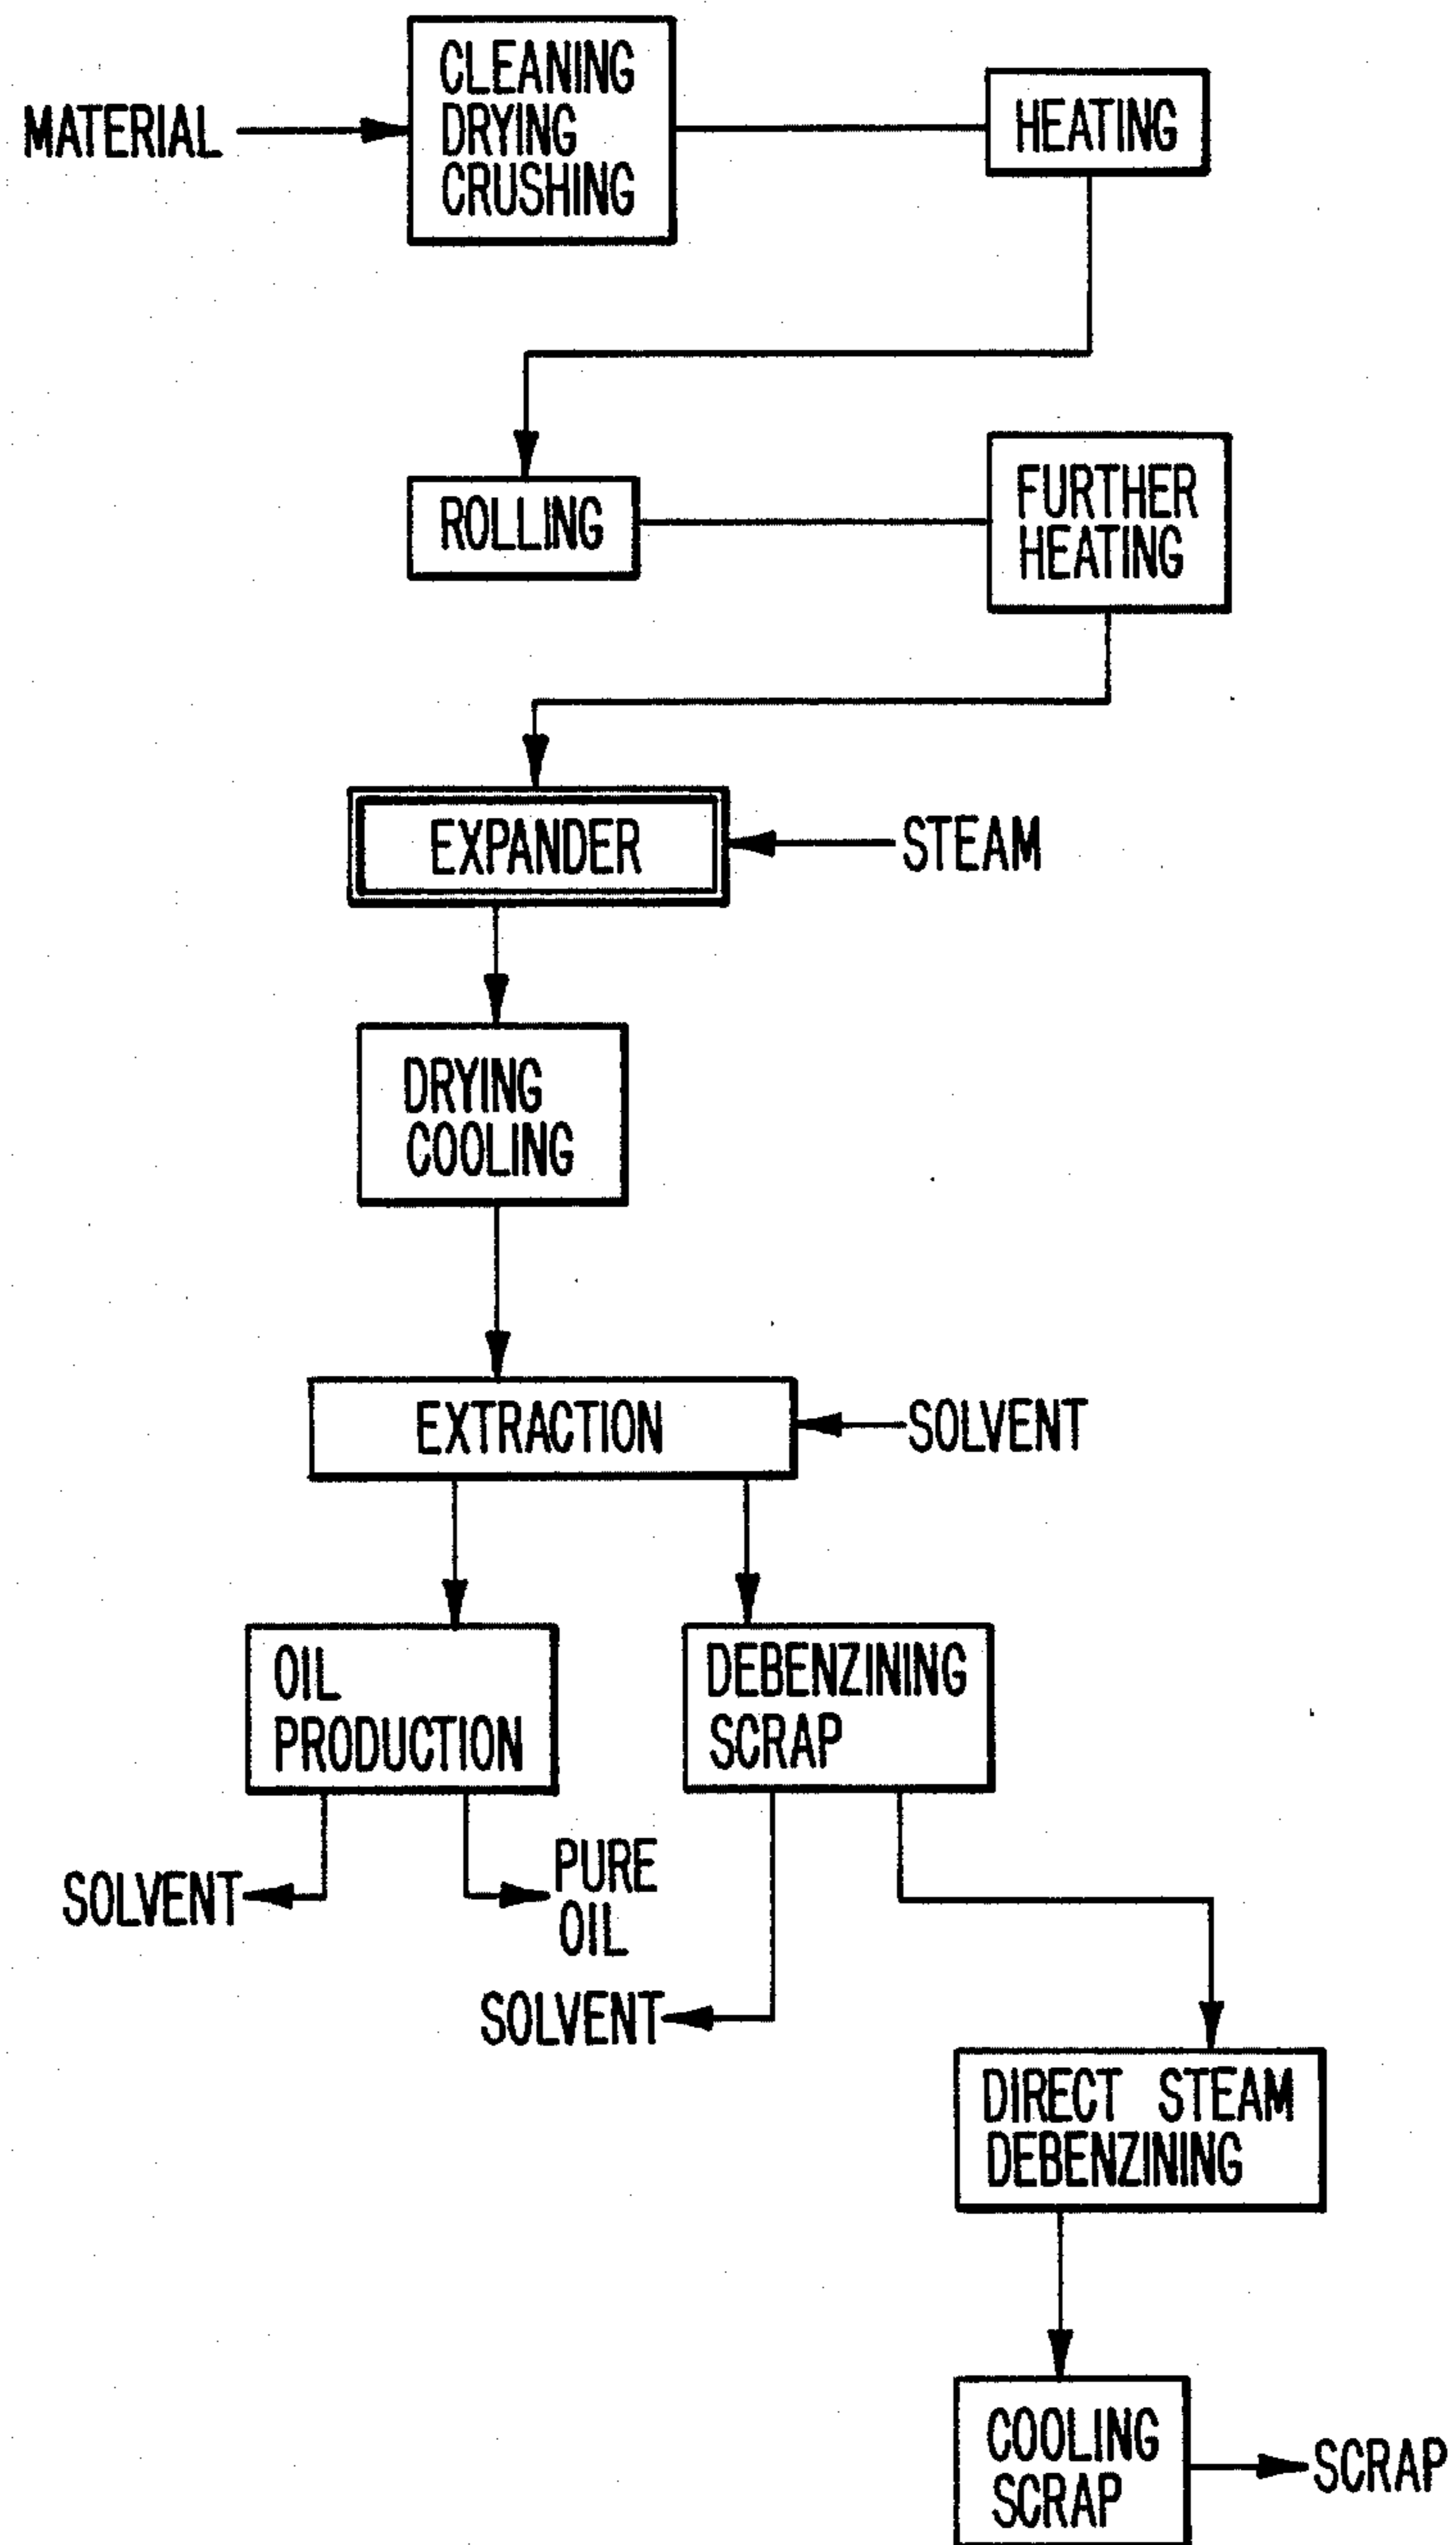 MATERIAL
CLEANING
DRYING
CRUSHING
HEATING
ROLLING
FURTHER
HEATING
EXPANDER
STEAM
DRYING
COOLING
EXTRACTION
SOLVENT
OIL
PRODUCTION
DEBENZINING
SCRAP
SOLVENT
PURE
OIL
SOLVENT
DIRECT STEAM
DEBENZINING
COOLING
SCRAP
SCRAP